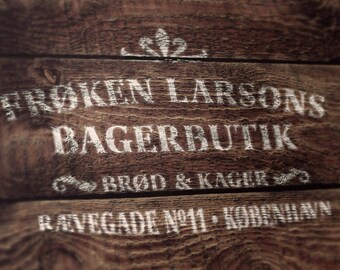 FRØKEN LARSONS
BAGERBUTIK
BRØD & KAGER
RÆVEGADE Nº11 • KØBENHAVN